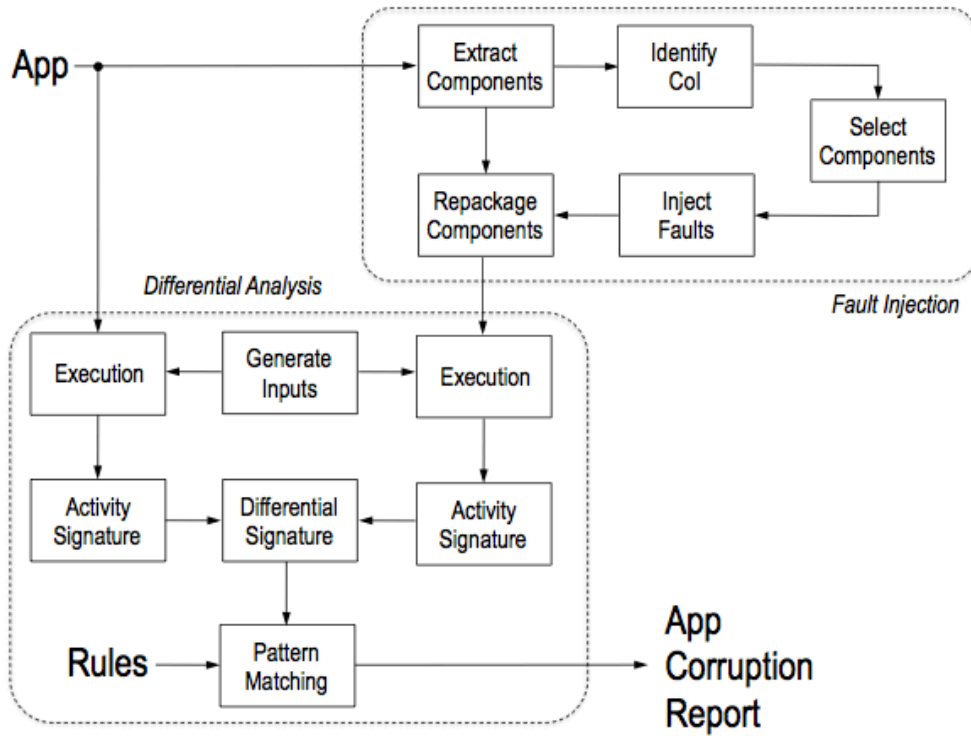 App
Extract
Components
Identify
CoI
Select
Components
Repackage
Components
Inject
Faults
Differential Analysis
Fault Injection
Execution
Generate
Inputs
Execution
Activity
Signature
Differential
Signature
Activity
Signature
Rules
Pattern
Matching
App
Corruption
Report